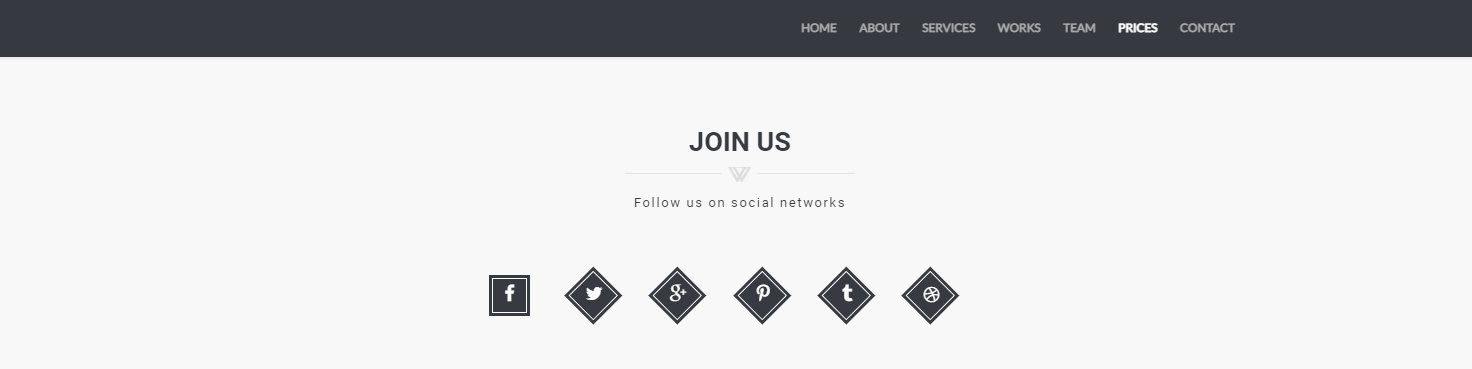 HOME ABOUT SERVICES WORKS TEAM PRICES CONTACT
JOIN US
Follow us on social networks